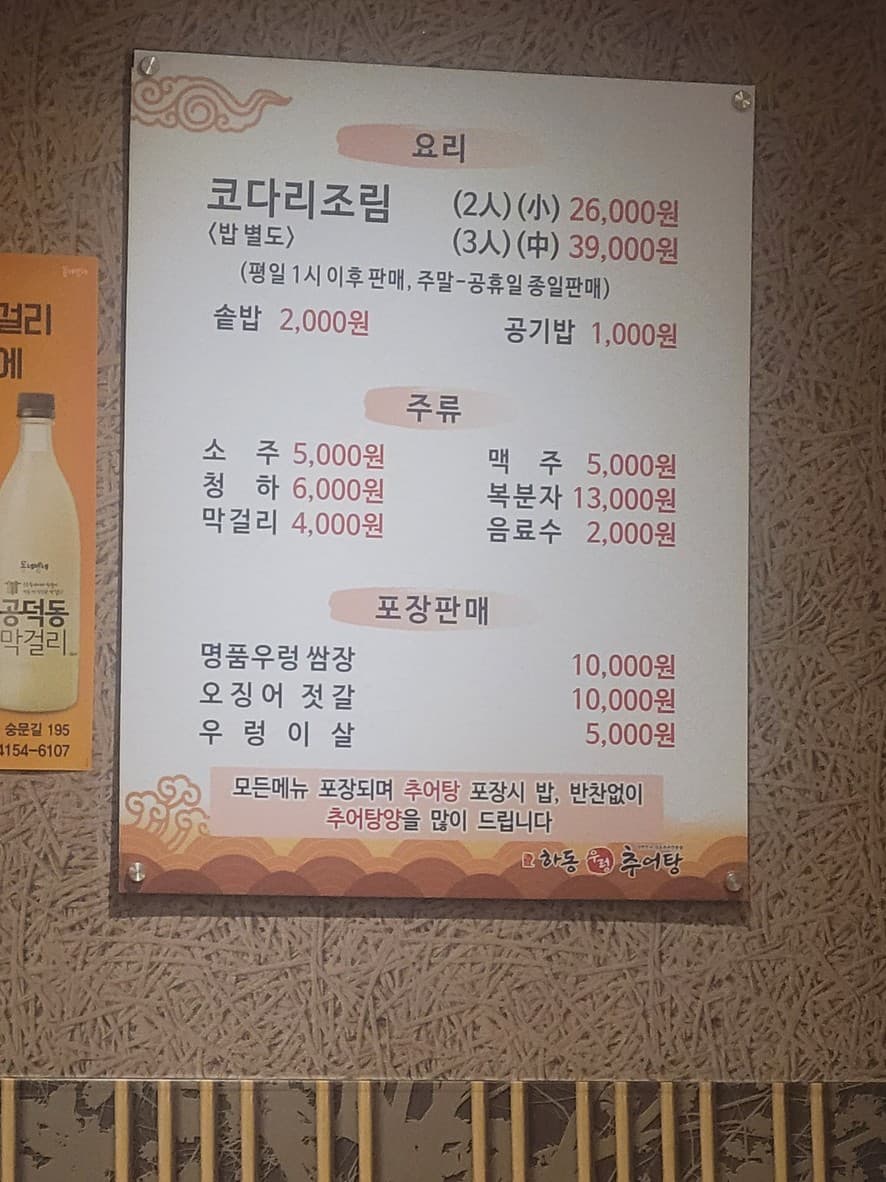 요리
코다리조림 (2人)(小) 26,000원
〈밥 별도〉 (3人)(中) 39,000원
(평일 1시 이후 판매, 주말-공휴일 종일판매)
솥밥 2,000원 공기밥 1,000원
주류
소 주 5,000원 맥 주 5,000원
청 하 6,000원 복분자 13,000원
막걸리 4,000원 음료수 2,000원
포장판매
명품우렁 쌈장 10,000원
오징어 젓갈 10,000원
우 렁 이 살 5,000원
모든메뉴 포장되며 추어탕 포장시 밥, 반찬없이
추어탕양을 많이 드립니다
하동 우렁 추어탕
걸리
에
공덕동
막걸리
숭문길 195
4154-6107